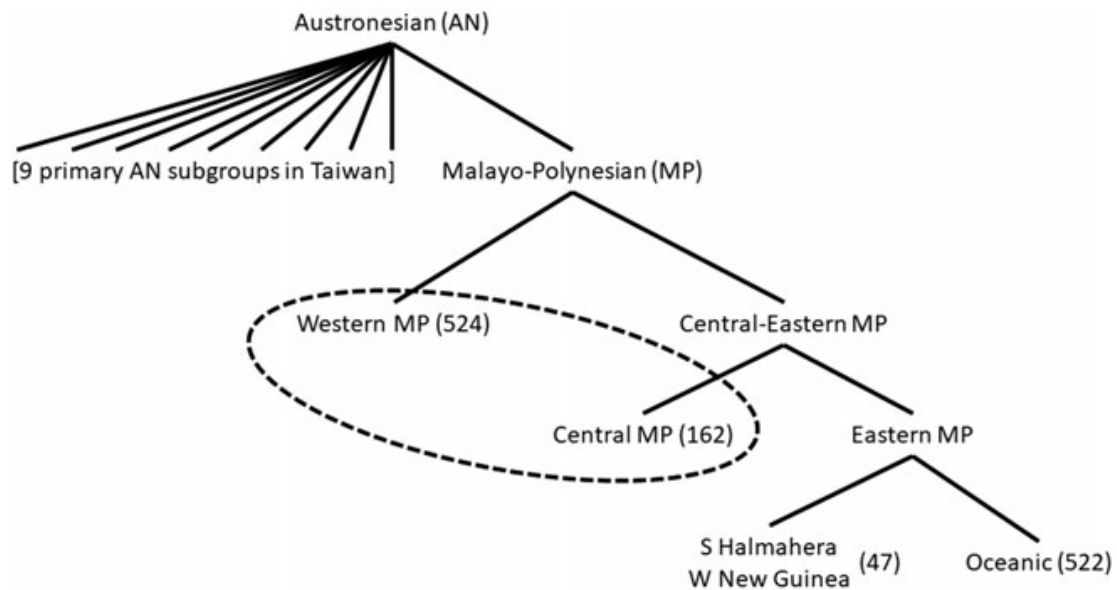 Austronesian (AN)
[9 primary AN subgroups in Taiwan]
Malayo-Polynesian (MP)
Western MP (524)
Central-Eastern MP
Central MP (162)
Eastern MP
S Halmahera
W New Guinea
(47)
Oceanic (522)